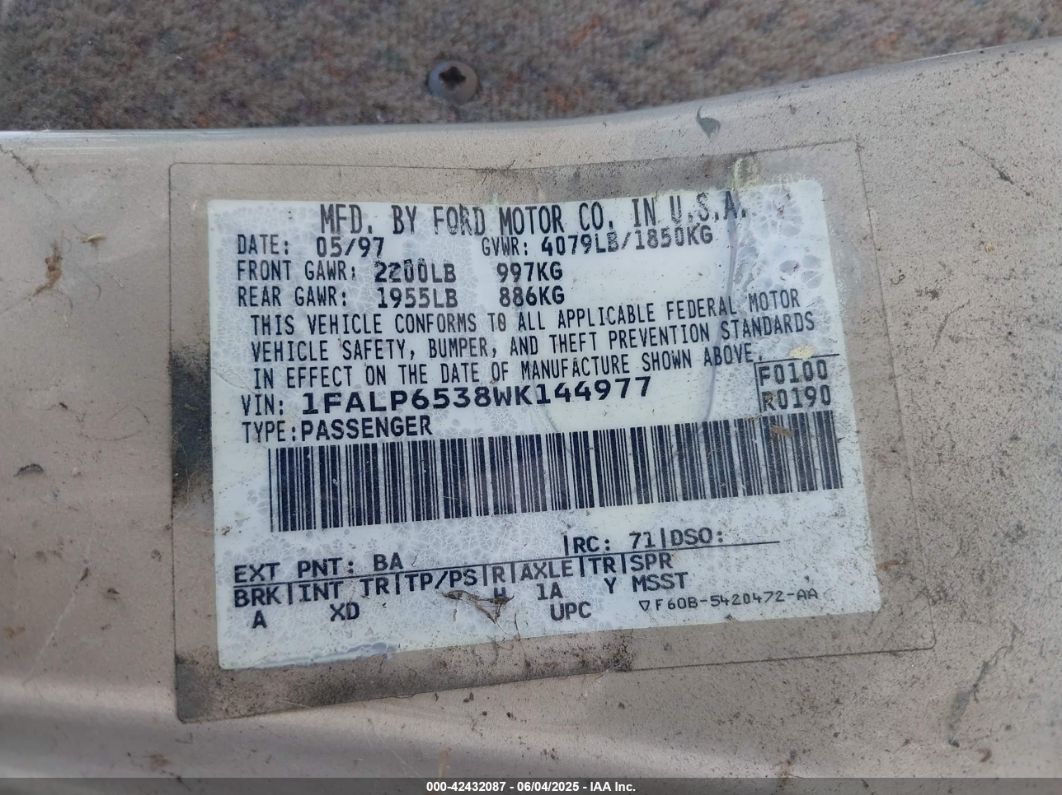 MFD. BY FORD MOTOR CO. IN U.S.A.
DATE: 05/97 GVWR: 4079LB/1850KG
FRONT GAWR: 2200LB 997KG
REAR GAWR: 1955LB 886KG
THIS VEHICLE CONFORMS TO ALL APPLICABLE FEDERAL MOTOR
VEHICLE SAFETY, BUMPER, AND THEFT PREVENTION STANDARDS
IN EFFECT ON THE DATE OF MANUFACTURE SHOWN ABOVE.
VIN: 1FALP6538WK144977 F0100
TYPE: PASSENGER R0190
EXT PNT: BA |RC: 71|DSO:
BRK|INT TR|TP/PS|R|AXLE|TR|SPR
A XD H 1A Y MSST
UPC ▽F60B-5420472-AA
000-42432087 - 06/04/2025 - IAA Inc.